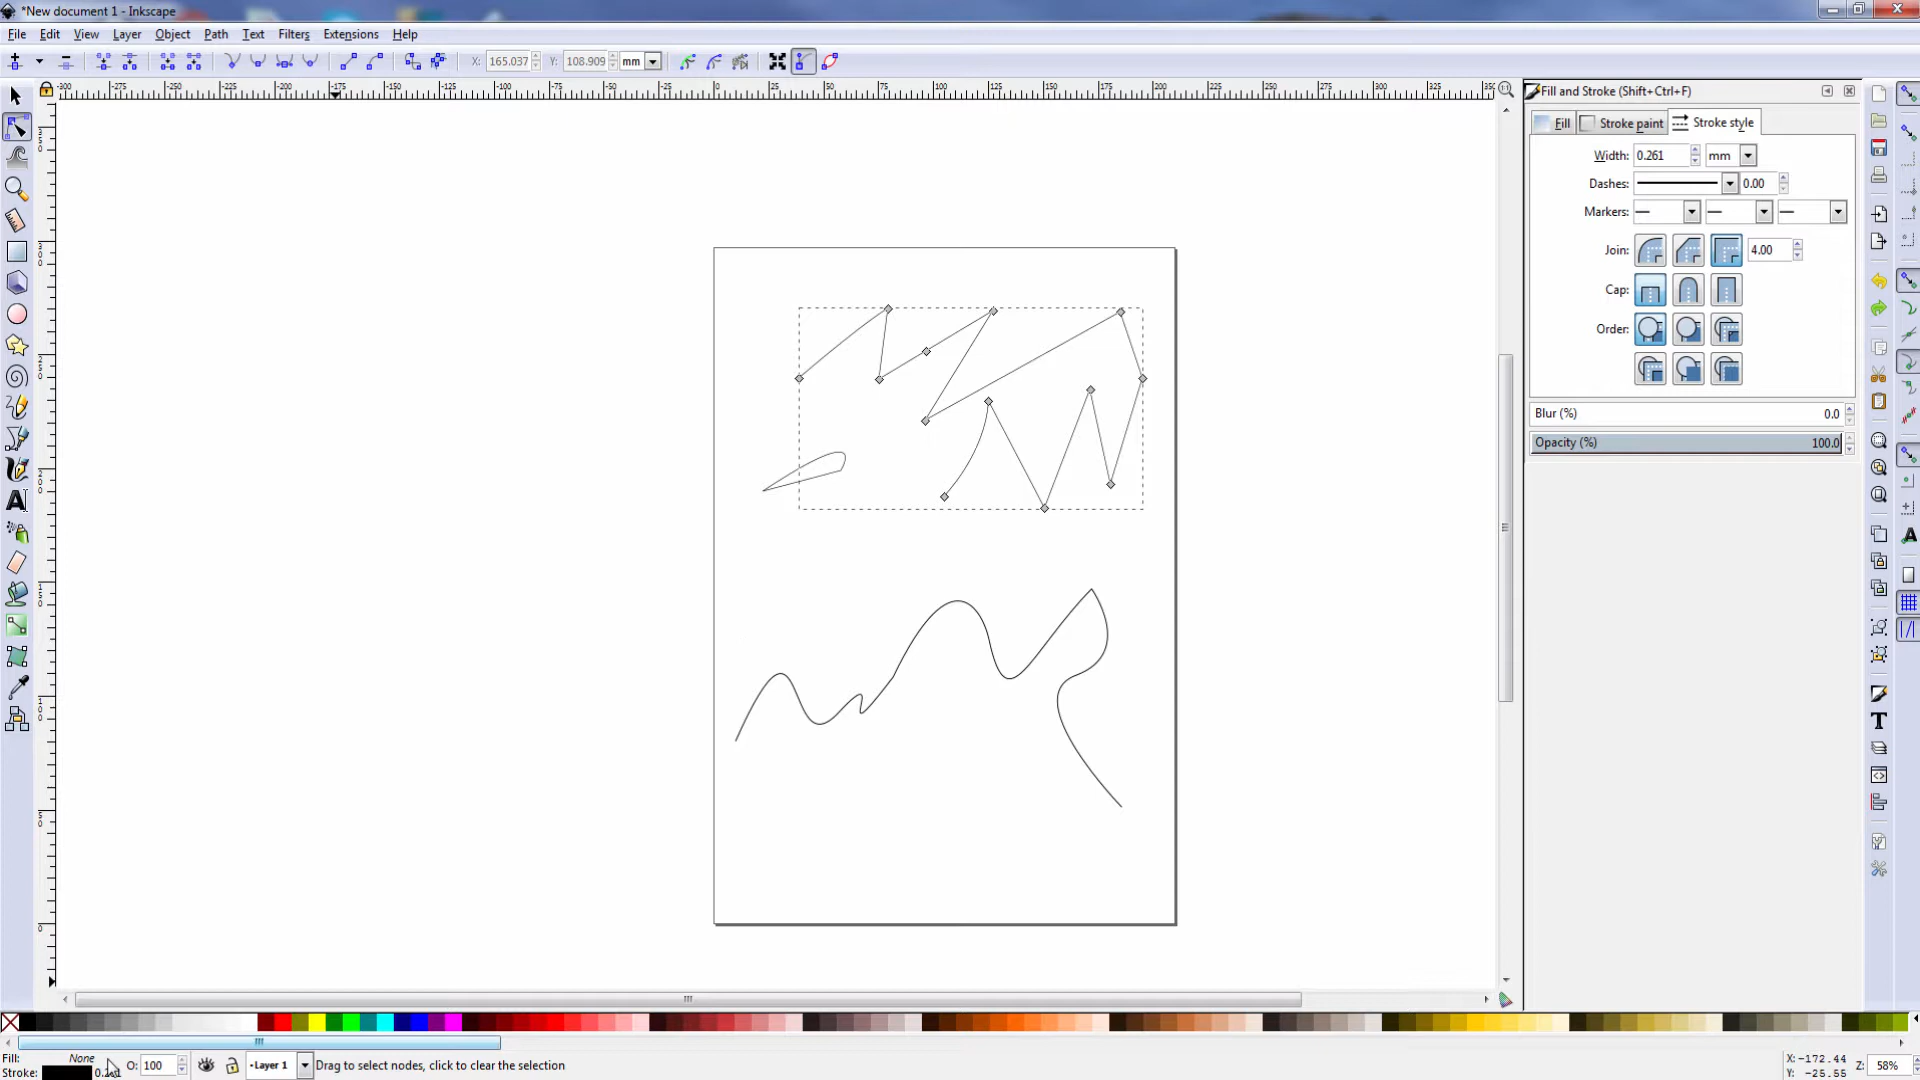 *New document 1 - Inkscape
File Edit View Layer Object Path Text Filters Extensions Help
X: 165.037 Y: 108.909 mm
Fill and Stroke (Shift+Ctrl+F)
Fill Stroke paint Stroke style
Width: 0.261 mm
Dashes: 0.00
Markers:
Join: 4.00
Cap:
Order:
Blur (%) 0.0
Opacity (%) 100.0
Fill: None O: 100 Layer 1 Drag to select nodes, click to clear the selection
Stroke:
X: -172.44 Z: 58%
Y: -25.55